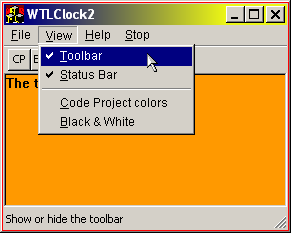 WTLClock2
File View Help Stop
CP
Toolbar
Status Bar
The t
Code Project colors
Black & White
Show or hide the toolbar